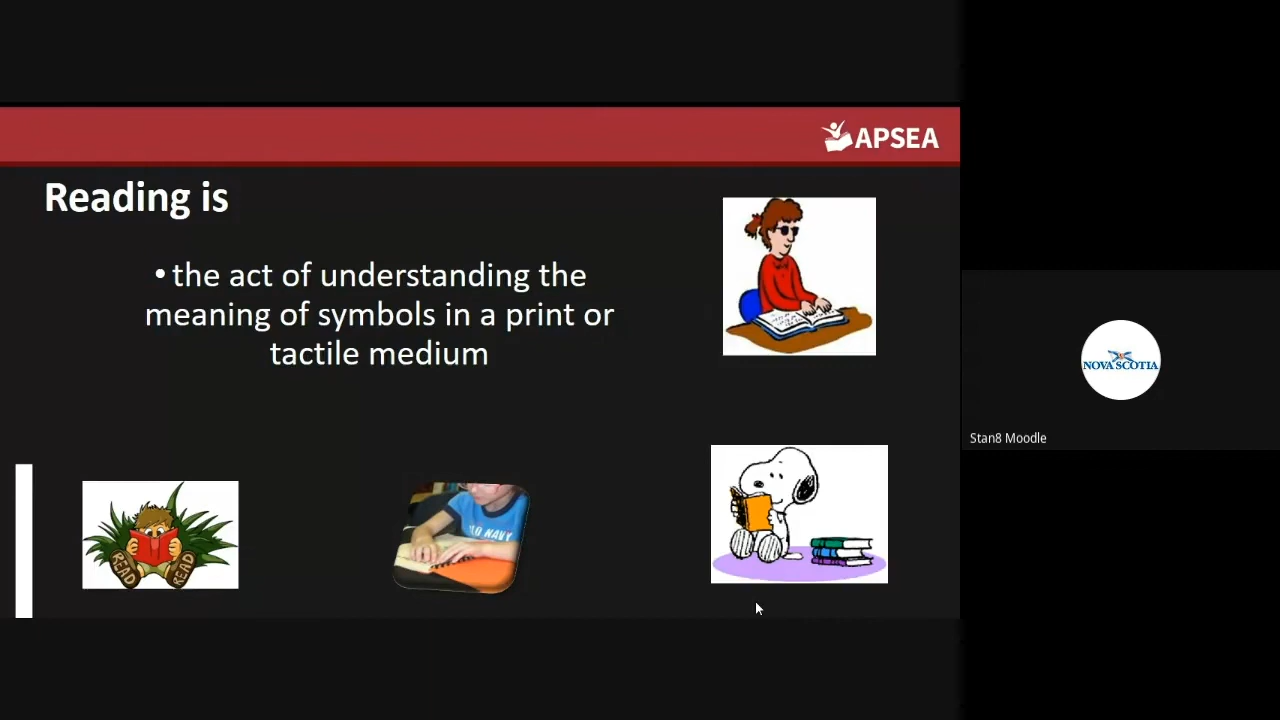 APSEA
Reading is
• the act of understanding the
meaning of symbols in a print or
tactile medium
READ
READ
OLD NAVY
NOVA SCOTIA
Stan8 Moodle